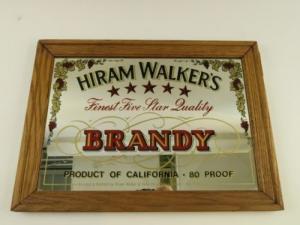 HIRAM WALKER'S
Finest Five Star Quality
BRANDY
PRODUCT OF CALIFORNIA · 80 PROOF